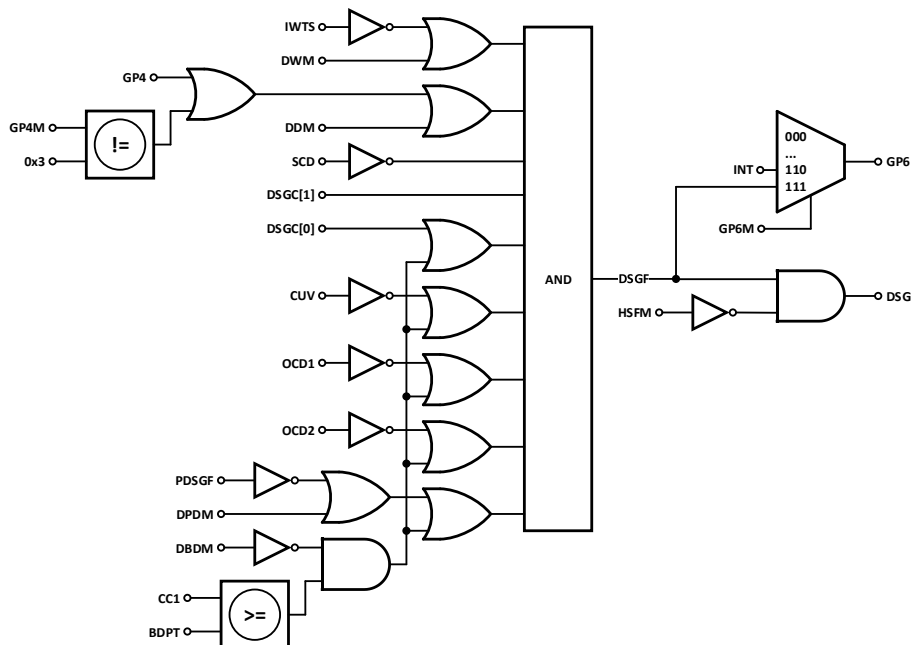 IWTS
DWM
GP4
GP4M
!=
0x3
DDM
SCD
DSGC[1]
DSGC[0]
CUV
OCD1
OCD2
PDSGF
DPDM
DBDM
CC1
>=
BDPT
AND
DSGF
HSFM
000
...
INT
110
111
GP6M
GP6
DSG